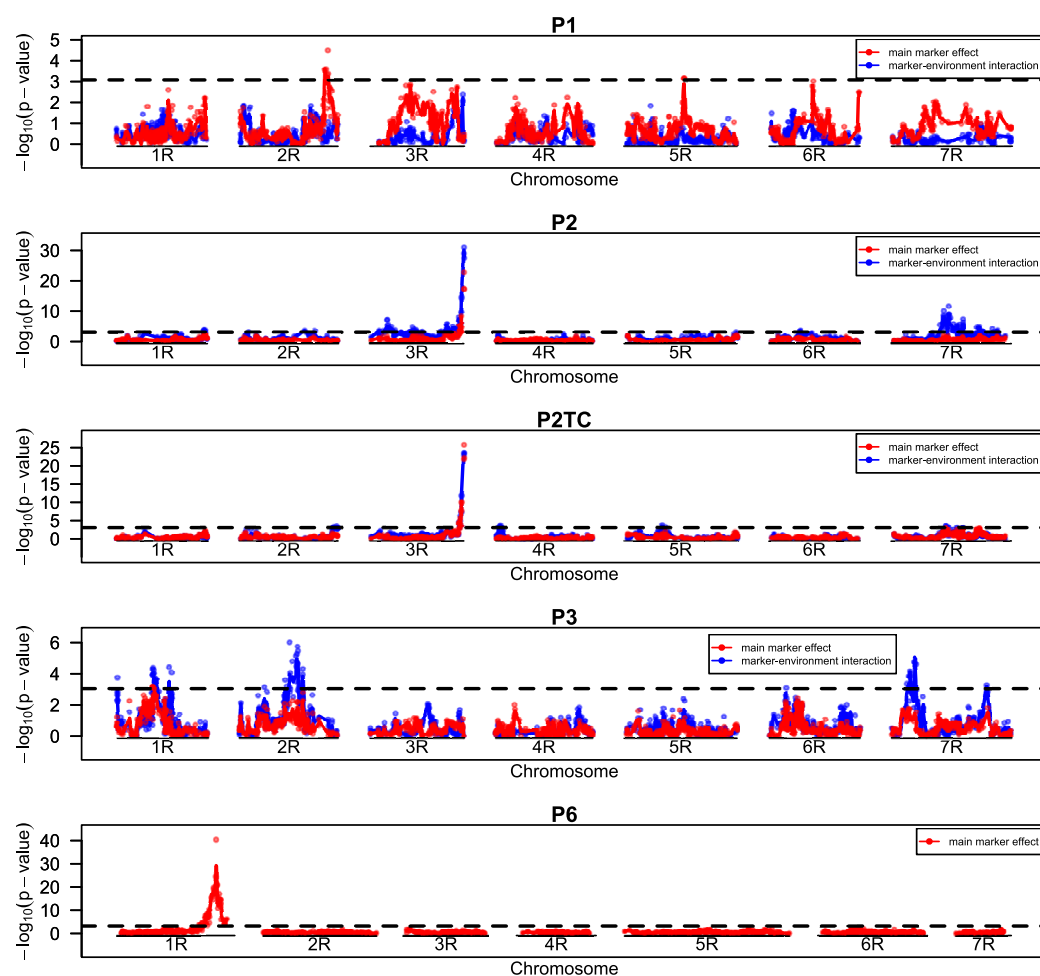 P1
−log10(p−value)
5
4
3
2
1
0
main marker effect
marker-environment interaction
1R 2R 3R 4R 5R 6R 7R
Chromosome
P2
−log10(p−value)
30
20
10
0
main marker effect
marker-environment interaction
1R 2R 3R 4R 5R 6R 7R
Chromosome
P2TC
−log10(p−value)
25
20
15
10
5
0
main marker effect
marker-environment interaction
1R 2R 3R 4R 5R 6R 7R
Chromosome
P3
−log10(p−value)
6
4
2
0
main marker effect
marker-environment interaction
1R 2R 3R 4R 5R 6R 7R
Chromosome
P6
−log10(p−value)
40
30
20
10
0
main marker effect
1R 2R 3R 4R 5R 6R 7R
Chromosome